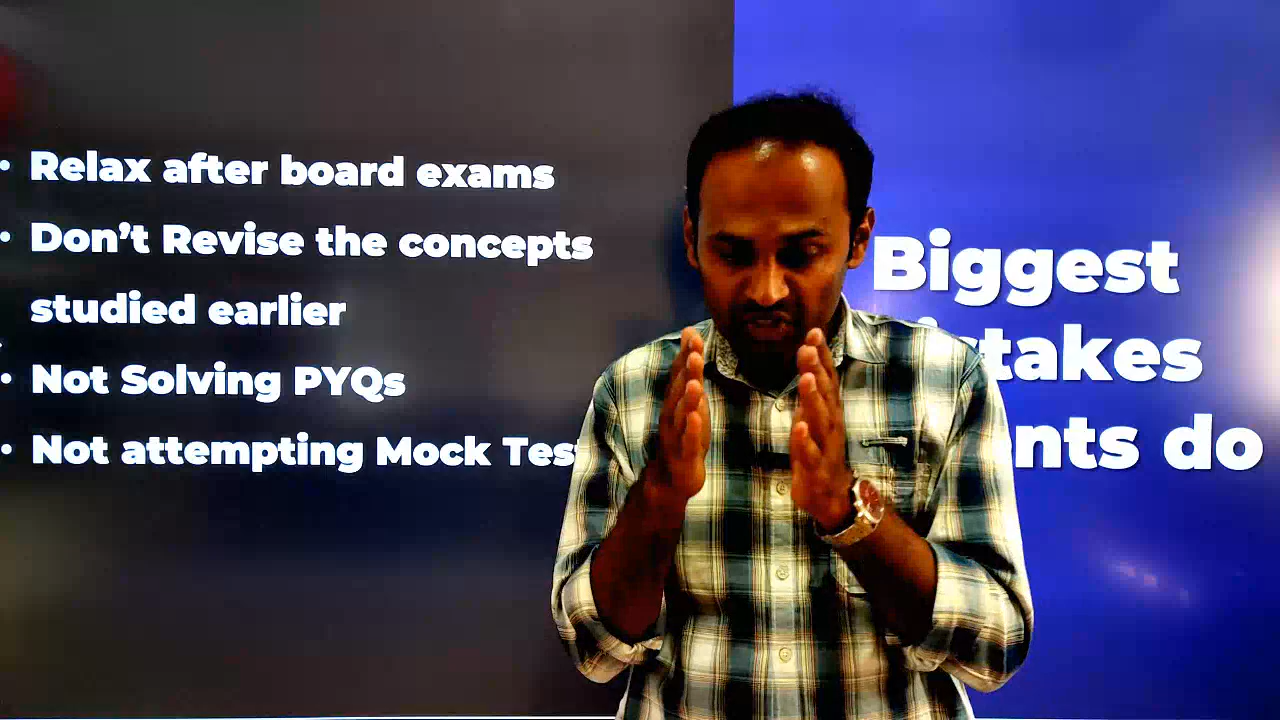 Relax after board exams
Don't Revise the concepts
studied earlier
Not Solving PYQs
Not attempting Mock
Biggest
do